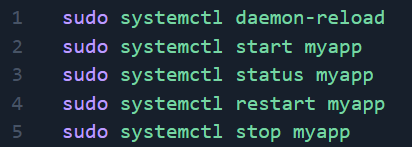 1 sudo systemctl daemon-reload
2 sudo systemctl start myapp
3 sudo systemctl status myapp
4 sudo systemctl restart myapp
5 sudo systemctl stop myapp